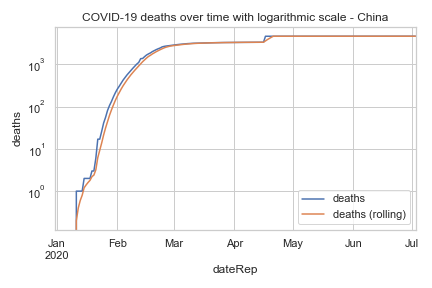 COVID-19 deaths over time with logarithmic scale - China
deaths
10³
10²
10¹
10⁰
deaths
deaths (rolling)
Jan Feb Mar Apr May Jun Jul
2020
dateRep